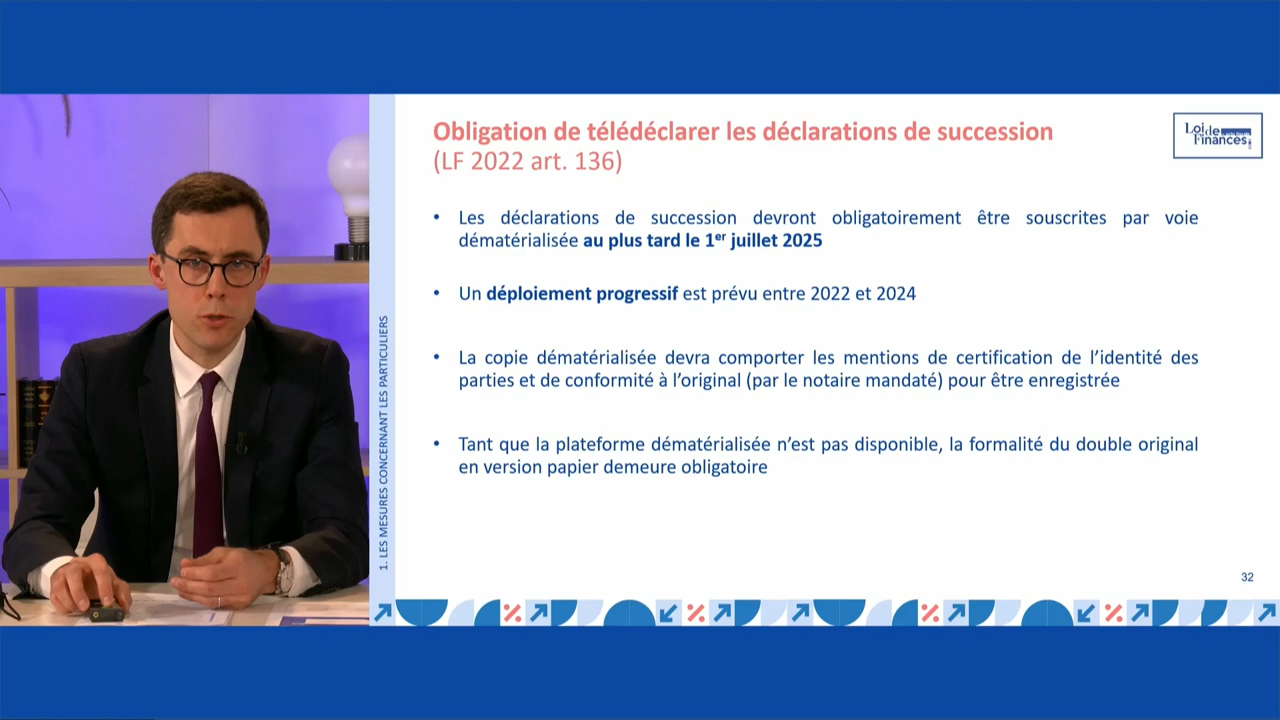 Obligation de télédéclarer les déclarations de succession
(LF 2022 art. 136)
Loi de
Finances
• Les déclarations de succession devront obligatoirement être souscrites par voie
dématérialisée au plus tard le 1er juillet 2025
• Un déploiement progressif est prévu entre 2022 et 2024
• La copie dématérialisée devra comporter les mentions de certification de l’identité des
parties et de conformité à l’original (par le notaire mandaté) pour être enregistrée
• Tant que la plateforme dématérialisée n’est pas disponible, la formalité du double original
en version papier demeure obligatoire
1. LES MESURES CONCERNANT LES PARTICULIERS
32